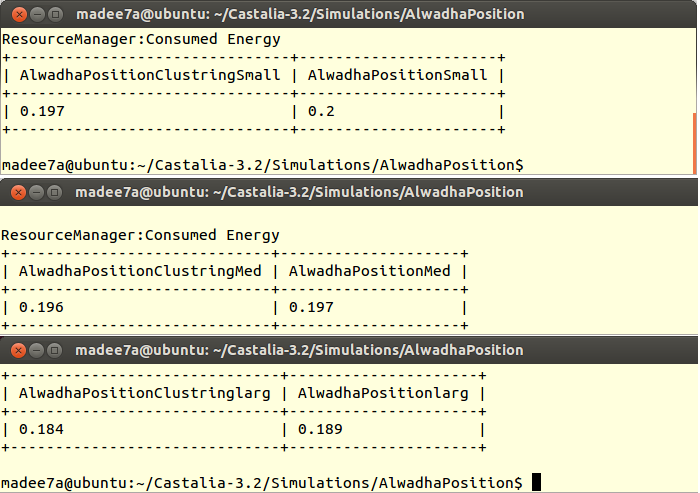 madee7a@ubuntu: ~/Castalia-3.2/Simulations/AlwadhaPosition
ResourceManager:Consumed Energy
+-------------------------------+----------------------+
| AlwadhaPositionClustringSmall | AlwadhaPositionSmall |
+-------------------------------+----------------------+
| 0.197                         | 0.2                  |
+-------------------------------+----------------------+
madee7a@ubuntu:~/Castalia-3.2/Simulations/AlwadhaPosition$
madee7a@ubuntu: ~/Castalia-3.2/Simulations/AlwadhaPosition
ResourceManager:Consumed Energy
+-----------------------------+--------------------+
| AlwadhaPositionClustringMed | AlwadhaPositionMed |
+-----------------------------+--------------------+
| 0.196                       | 0.197              |
+-----------------------------+--------------------+
madee7a@ubuntu: ~/Castalia-3.2/Simulations/AlwadhaPosition
+------------------------------+---------------------+
| AlwadhaPositionClustringlarg | AlwadhaPositionlarg |
+------------------------------+---------------------+
| 0.184                        | 0.189               |
+------------------------------+---------------------+
madee7a@ubuntu:~/Castalia-3.2/Simulations/AlwadhaPosition$